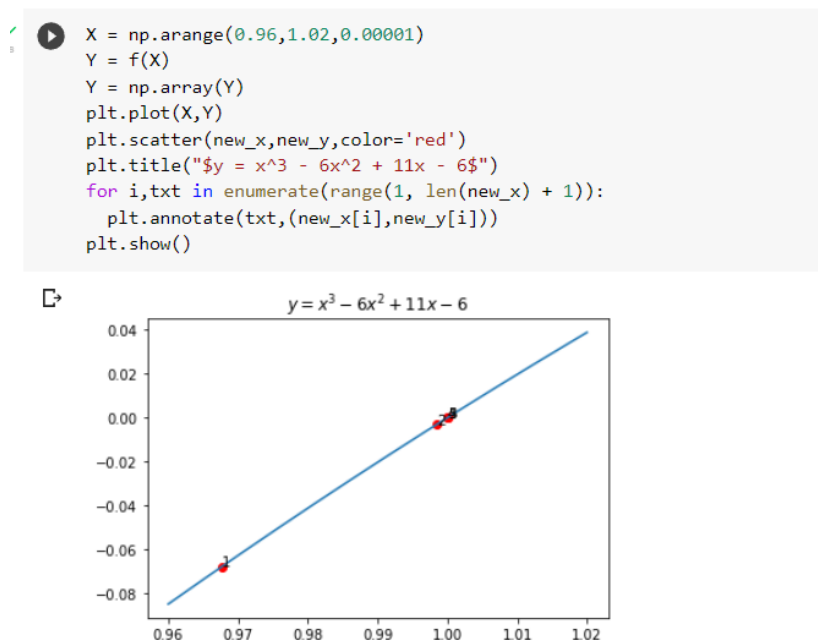 X = np.arange(0.96,1.02,0.00001)
Y = f(X)
Y = np.array(Y)
plt.plot(X,Y)
plt.scatter(new_x,new_y,color='red')
plt.title("$y = x^3 - 6x^2 + 11x - 6$")
for i,txt in enumerate(range(1, len(new_x) + 1)):
  plt.annotate(txt,(new_x[i],new_y[i]))
plt.show()
y = x³ − 6x² + 11x − 6
0.04
0.02
0.00
−0.02
−0.04
−0.06
−0.08
2
1
0.96 0.97 0.98 0.99 1.00 1.01 1.02